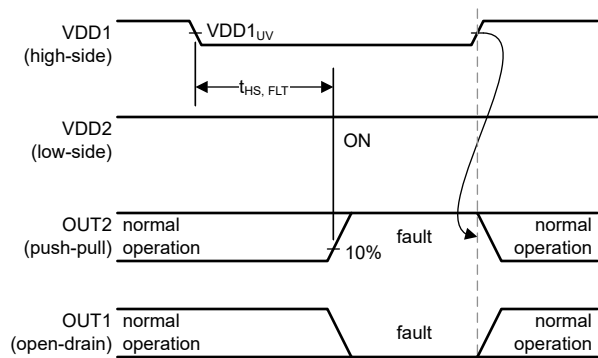 VDD1
(high-side)
VDD1UV
tHS, FLT
VDD2
(low-side)
ON
OUT2
(push-pull)
normal
operation
10%
fault
normal
operation
OUT1
(open-drain)
normal
operation
fault
normal
operation